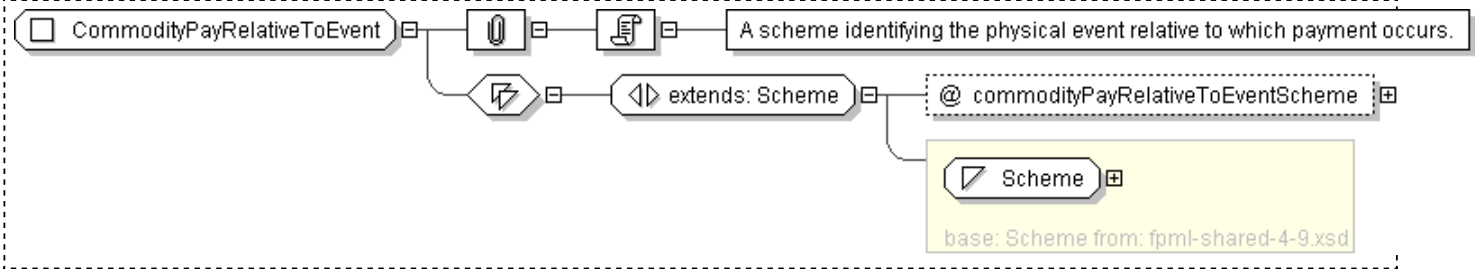 CommodityPayRelativeToEvent
A scheme identifying the physical event relative to which payment occurs.
extends: Scheme
@ commodityPayRelativeToEventScheme
Scheme
base: Scheme from: fpml-shared-4-9.xsd